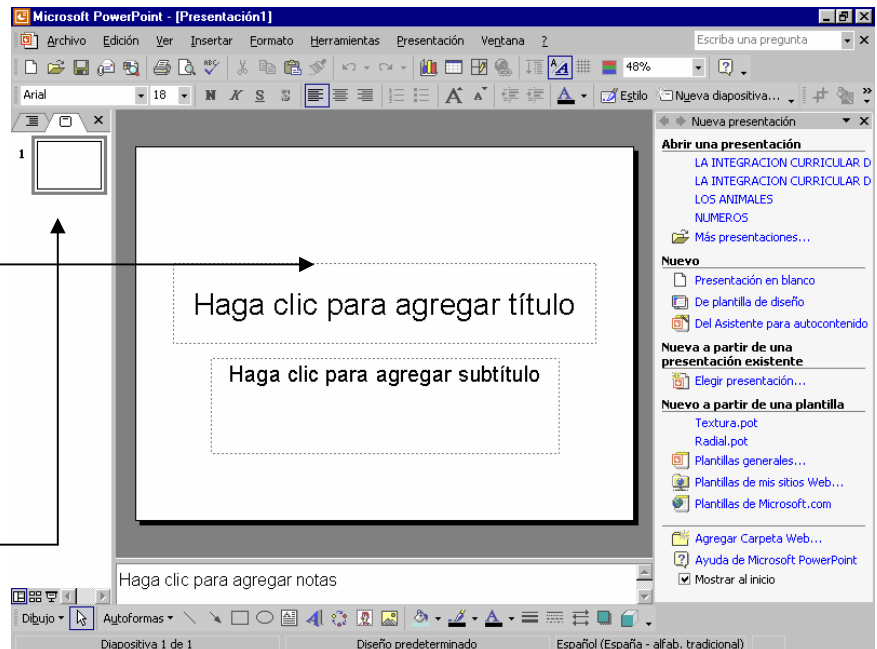 Microsoft PowerPoint - [Presentación1]
Archivo Edición Ver Insertar Formato Herramientas Presentación Ventana ? Escriba una pregunta
48%
Arial 18 N K S S A A A Estilo Nueva diapositiva...
Nueva presentación
1
Abrir una presentación
LA INTEGRACION CURRICULAR D
LA INTEGRACION CURRICULAR D
LOS ANIMALES
NUMEROS
Más presentaciones...
Nuevo
Presentación en blanco
De plantilla de diseño
Del Asistente para autocontenido
Nueva a partir de una
presentación existente
Elegir presentación...
Nuevo a partir de una plantilla
Textura.pot
Radial.pot
Plantillas generales...
Plantillas de mis sitios Web...
Plantillas de Microsoft.com
Agregar Carpeta Web...
Ayuda de Microsoft PowerPoint
Mostrar al inicio
Haga clic para agregar título
Haga clic para agregar subtítulo
Haga clic para agregar notas
Dibujo Autoformas
Diapositiva 1 de 1 Diseño predeterminado Español (España - alfab. tradicional)